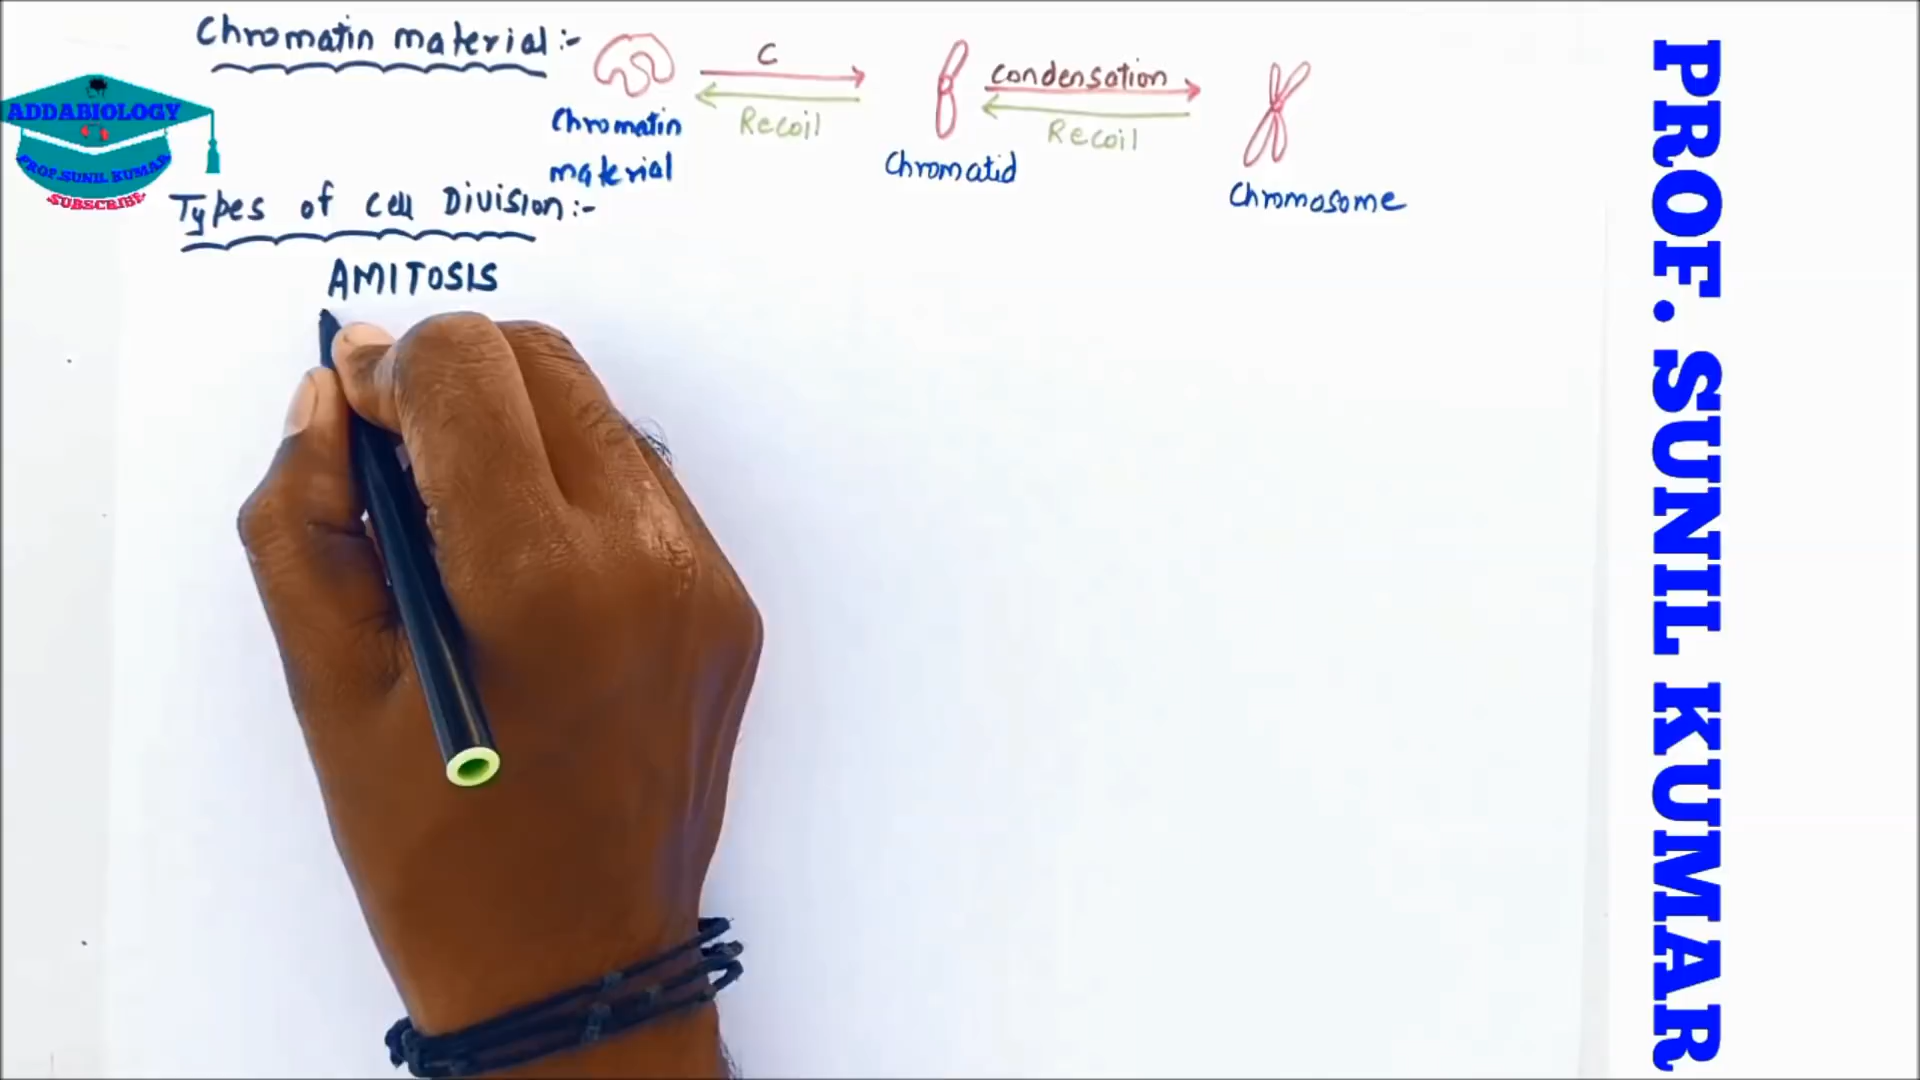 Chromatin material:-
C
Condensation
Recoil
Recoil
Chromatin
material
Chromatid
Chromosome
ADDABIOLOGY
PROF.SUNIL KUMAR
SUBSCRIBE
Types of Cell Division:-
AMITOSIS
PROF. SUNIL KUMAR